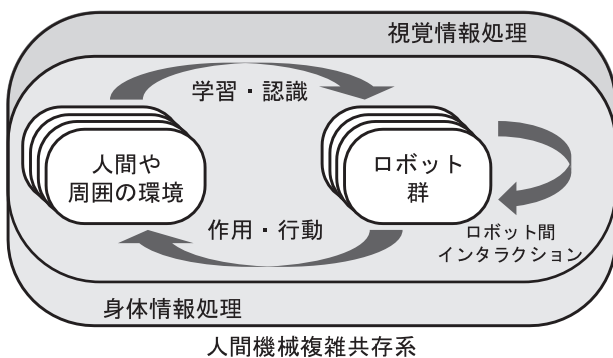 視覚情報処理
学習・認識
人間や
周囲の環境
ロボット
群
作用・行動
ロボット間
インタラクション
身体情報処理
人間機械複雑共存系